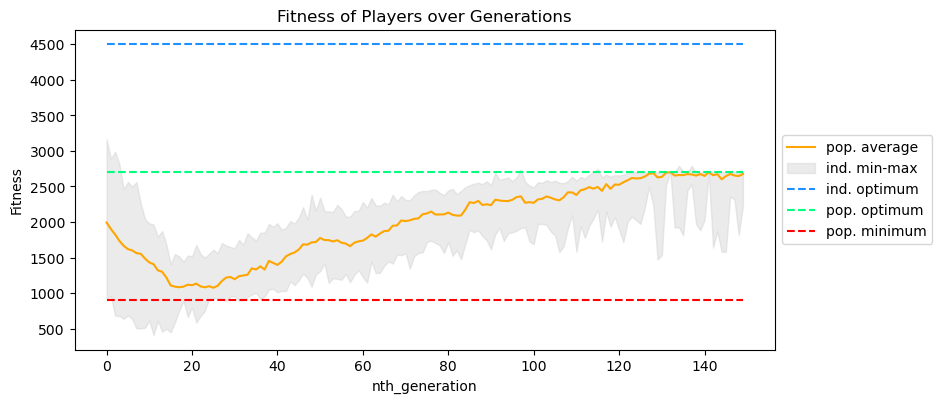 Fitness of Players over Generations
4500
4000
3500
3000
2500
2000
1500
1000
500
Fitness
0
20
40
60
80
100
120
140
nth_generation
pop. average
ind. min-max
ind. optimum
pop. optimum
pop. minimum